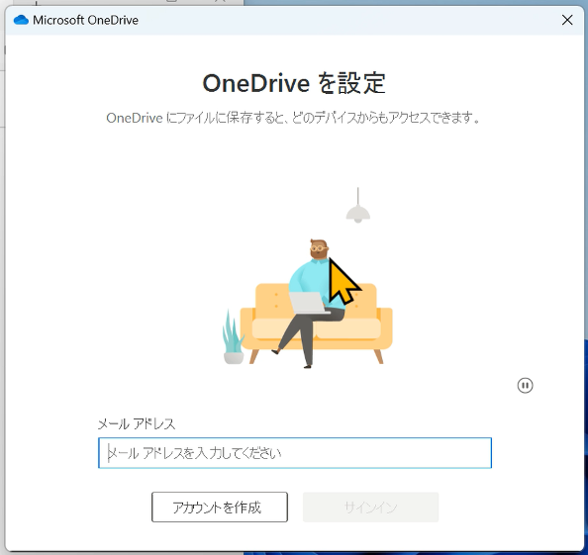 Microsoft OneDrive
OneDrive を設定
OneDrive にファイルに保存すると、どのデバイスからもアクセスできます。
メール アドレス
メール アドレスを入力してください
アカウントを作成
サインイン